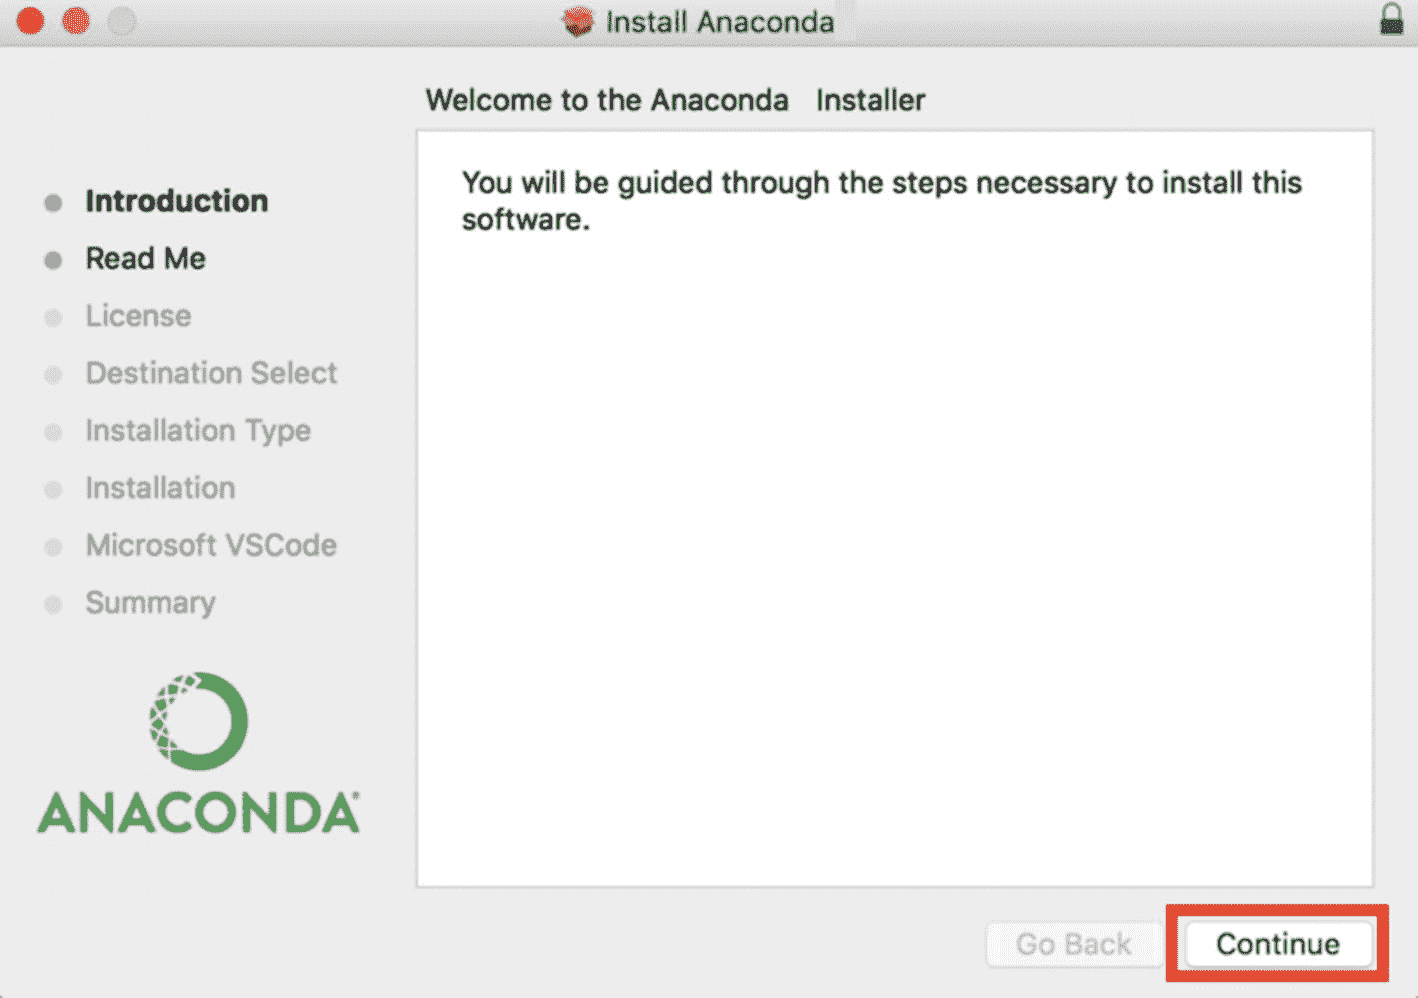 Install Anaconda
Welcome to the Anaconda Installer
You will be guided through the steps necessary to install this
software.
Introduction
Read Me
License
Destination Select
Installation Type
Installation
Microsoft VSCode
Summary
ANACONDA
Go Back
Continue